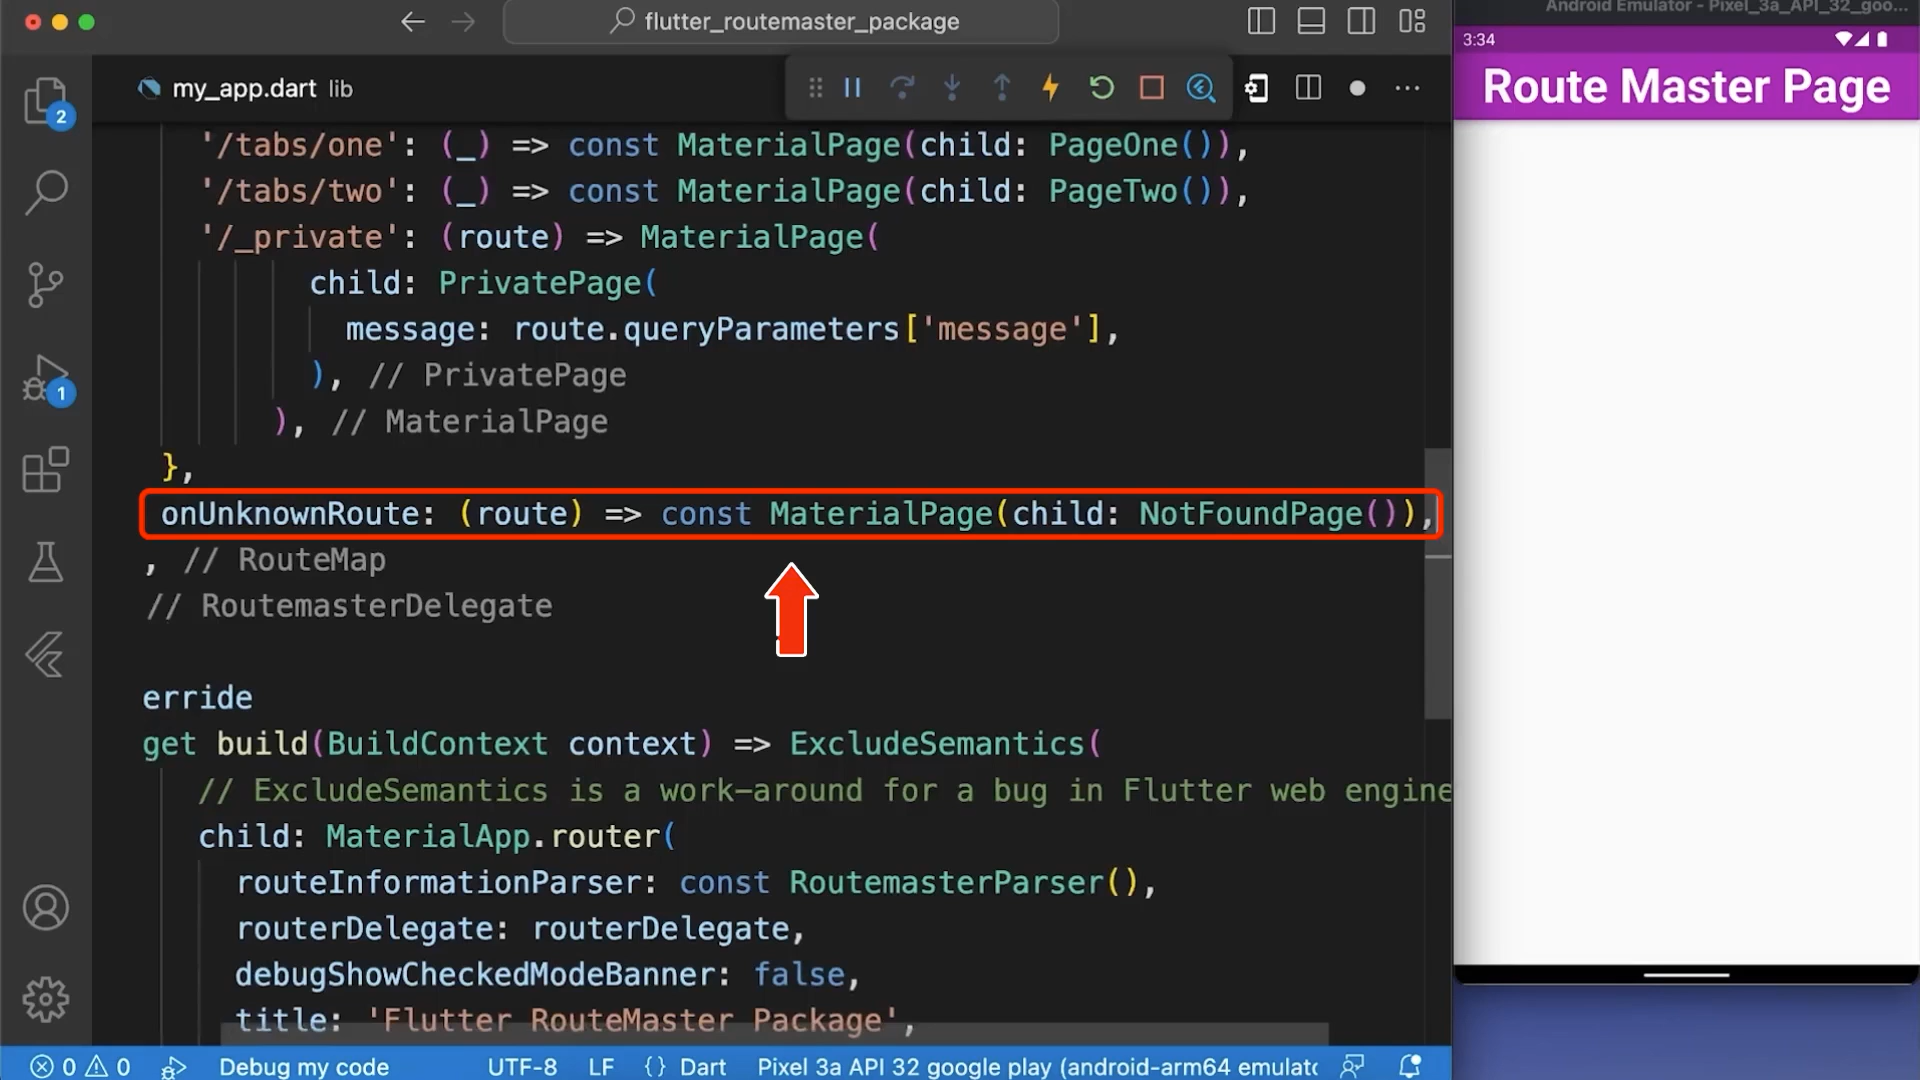 flutter_routemaster_package
Android Emulator - Pixel_3a_API_32_goo...
3:34
Route Master Page
my_app.dart lib
2
1
'/tabs/one': (_) => const MaterialPage(child: PageOne()),
'/tabs/two': (_) => const MaterialPage(child: PageTwo()),
'/_private': (route) => MaterialPage(
child: PrivatePage(
message: route.queryParameters['message'],
), // PrivatePage
), // MaterialPage
},
onUnknownRoute: (route) => const MaterialPage(child: NotFoundPage()),
, // RouteMap
// RoutemasterDelegate
erride
get build(BuildContext context) => ExcludeSemantics(
// ExcludeSemantics is a work-around for a bug in Flutter web engine
child: MaterialApp.router(
routeInformationParser: const RoutemasterParser(),
routerDelegate: routerDelegate,
debugShowCheckedModeBanner: false,
title: 'Flutter RouteMaster Package',
0 0 Debug my code UTF-8 LF {} Dart Pixel 3a API 32 google play (android-arm64 emulato